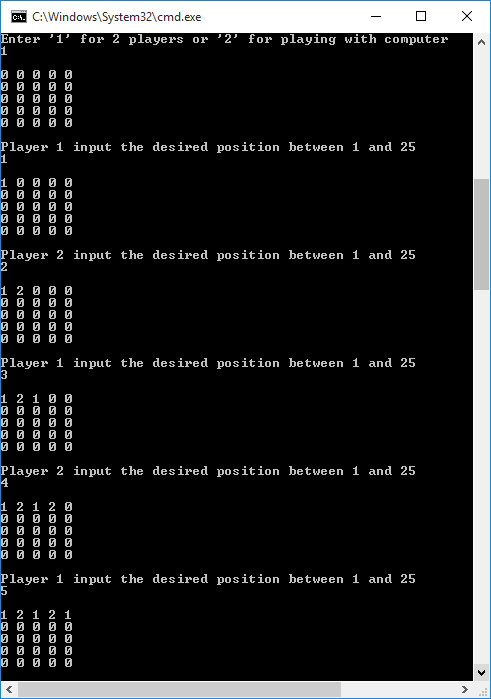 C:\Windows\System32\cmd.exe
Enter '1' for 2 players or '2' for playing with computer
1
0 0 0 0 0
0 0 0 0 0
0 0 0 0 0
0 0 0 0 0
0 0 0 0 0
Player 1 input the desired position between 1 and 25
1
1 0 0 0 0
0 0 0 0 0
0 0 0 0 0
0 0 0 0 0
0 0 0 0 0
Player 2 input the desired position between 1 and 25
2
1 2 0 0 0
0 0 0 0 0
0 0 0 0 0
0 0 0 0 0
0 0 0 0 0
Player 1 input the desired position between 1 and 25
3
1 2 1 0 0
0 0 0 0 0
0 0 0 0 0
0 0 0 0 0
0 0 0 0 0
Player 2 input the desired position between 1 and 25
4
1 2 1 2 0
0 0 0 0 0
0 0 0 0 0
0 0 0 0 0
0 0 0 0 0
Player 1 input the desired position between 1 and 25
5
1 2 1 2 1
0 0 0 0 0
0 0 0 0 0
0 0 0 0 0
0 0 0 0 0